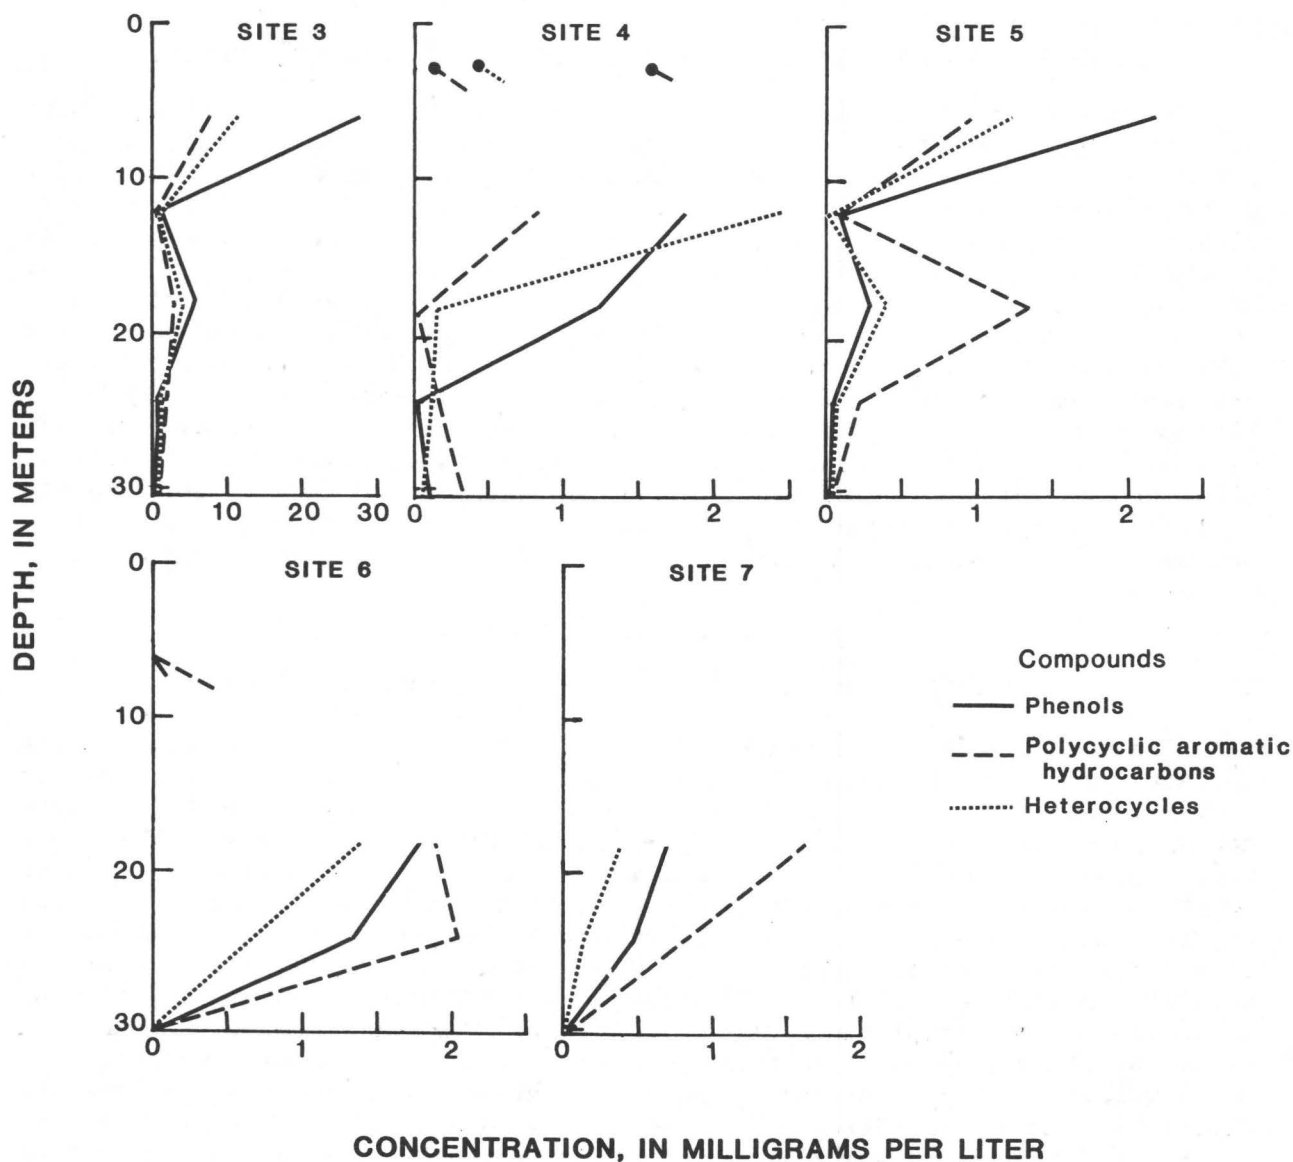 SITE 3
SITE 4
SITE 5
0
10
20
30
0 10 20 30
0 1 2
0 1 2
SITE 6
SITE 7
0
10
20
30
0 1 2
0 1 2
Compounds
Phenols
Polycyclic aromatic
hydrocarbons
Heterocycles
DEPTH, IN METERS
CONCENTRATION, IN MILLIGRAMS PER LITER